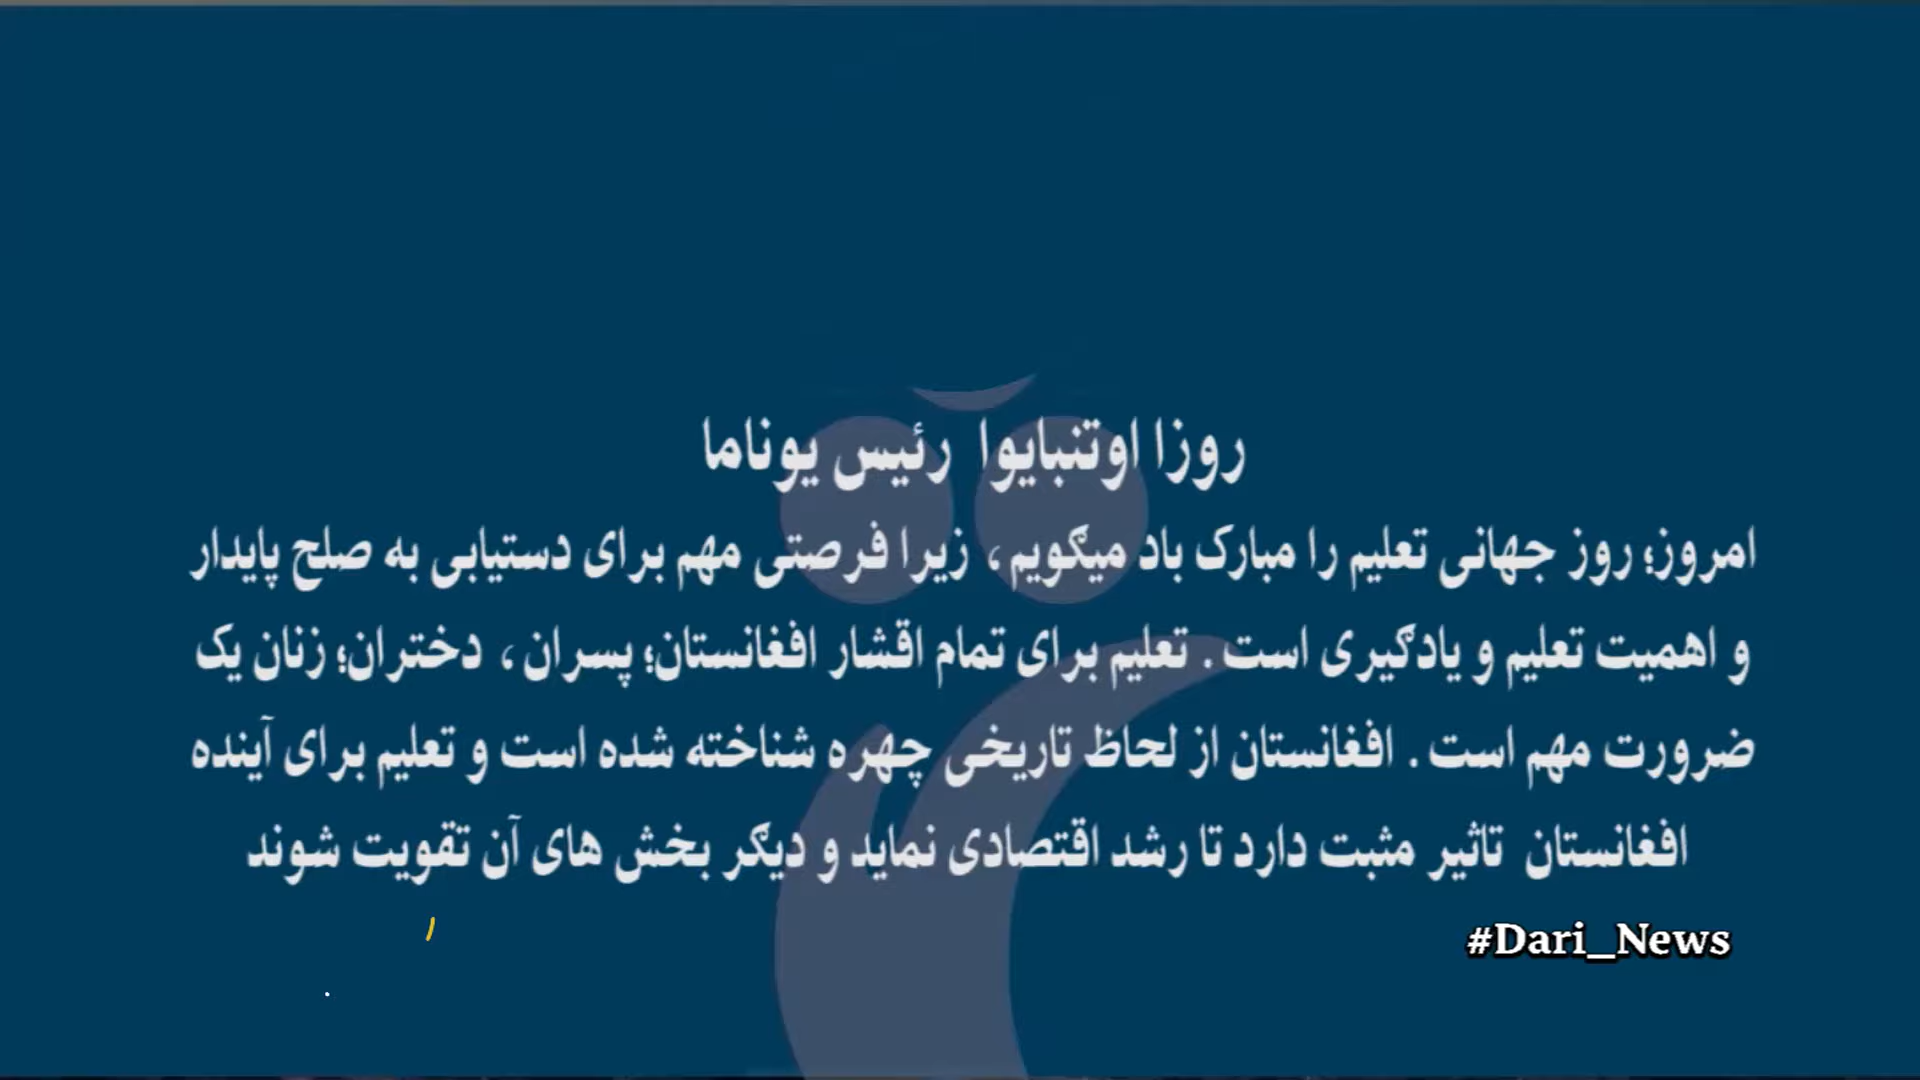 روزا اوتنبایوا رئیس یوناما
امروز؛ روز جهانی تعلیم را مبارک باد میګویم، زیرا فرصتی مهم برای دستیابی به صلح پایدار
و اهمیت تعلیم و یادګیری است. تعلیم برای تمام اقشار افغانستان؛ پسران، دختران؛ زنان یک
ضرورت مهم است. افغانستان از لحاظ تاریخی چهره شناخته شده است و تعلیم برای آینده
افغانستان تاثیر مثبت دارد تا رشد اقتصادی نماید و دیګر بخش های آن تقویت شوند
#Dari_News